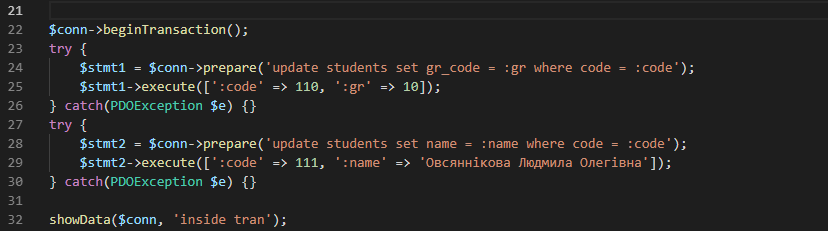 21
22 $conn->beginTransaction();
23 try {
24     $stmt1 = $conn->prepare('update students set gr_code = :gr where code = :code');
25     $stmt1->execute([':code' => 110, ':gr' => 10]);
26 } catch(PDOException $e) {}
27 try {
28     $stmt2 = $conn->prepare('update students set name = :name where code = :code');
29     $stmt2->execute([':code' => 111, ':name' => 'Овсяннікова Людмила Олегівна']);
30 } catch(PDOException $e) {}
31
32 showData($conn, 'inside tran');